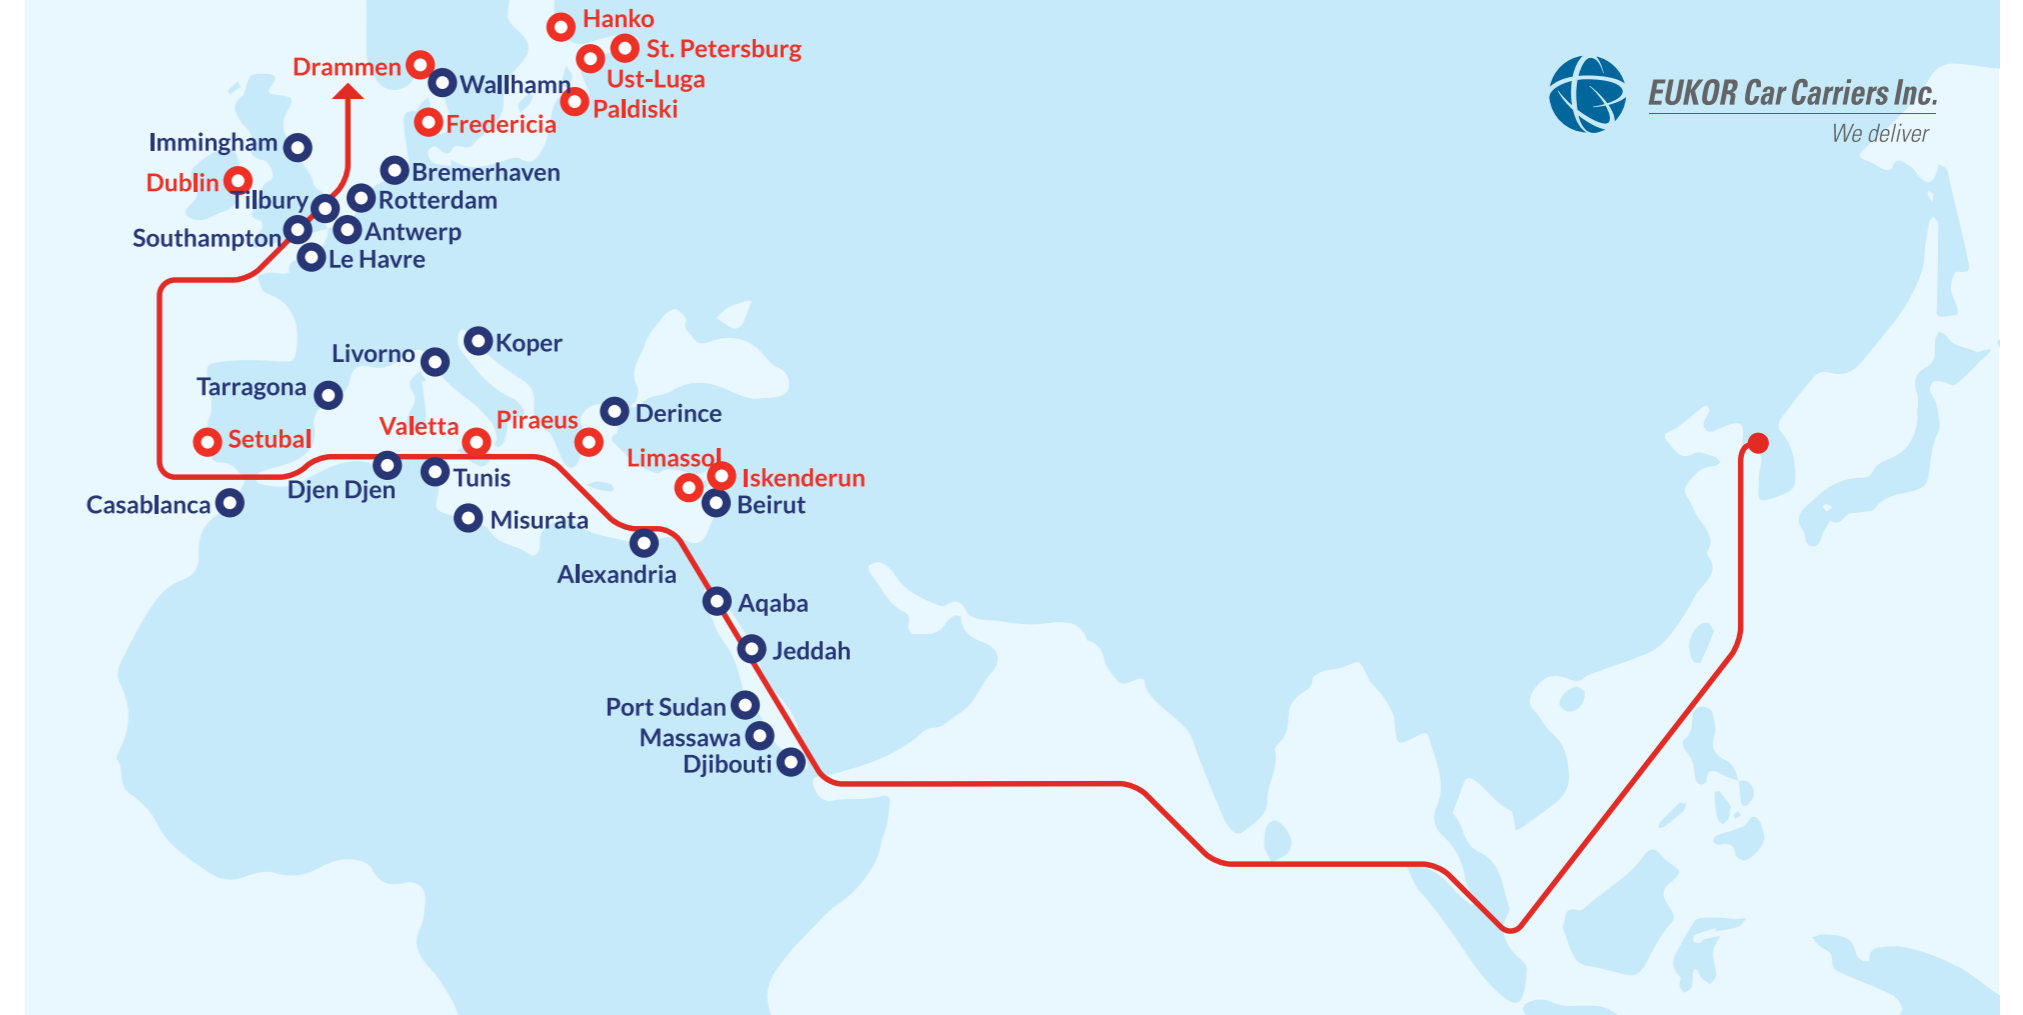 Hanko
St. Petersburg
Drammen
Ust-Luga
Wallhamn
Paldiski
Fredericia
EUKOR Car Carriers Inc.
We deliver
Immingham
Bremerhaven
Dublin
Tilbury
Rotterdam
Southampton
Antwerp
Le Havre
Koper
Livorno
Tarragona
Derince
Piraeus
Valetta
Setubal
Limassol
Iskenderun
Tunis
Djen Djen
Casablanca
Beirut
Misurata
Alexandria
Aqaba
Jeddah
Port Sudan
Massawa
Djibouti